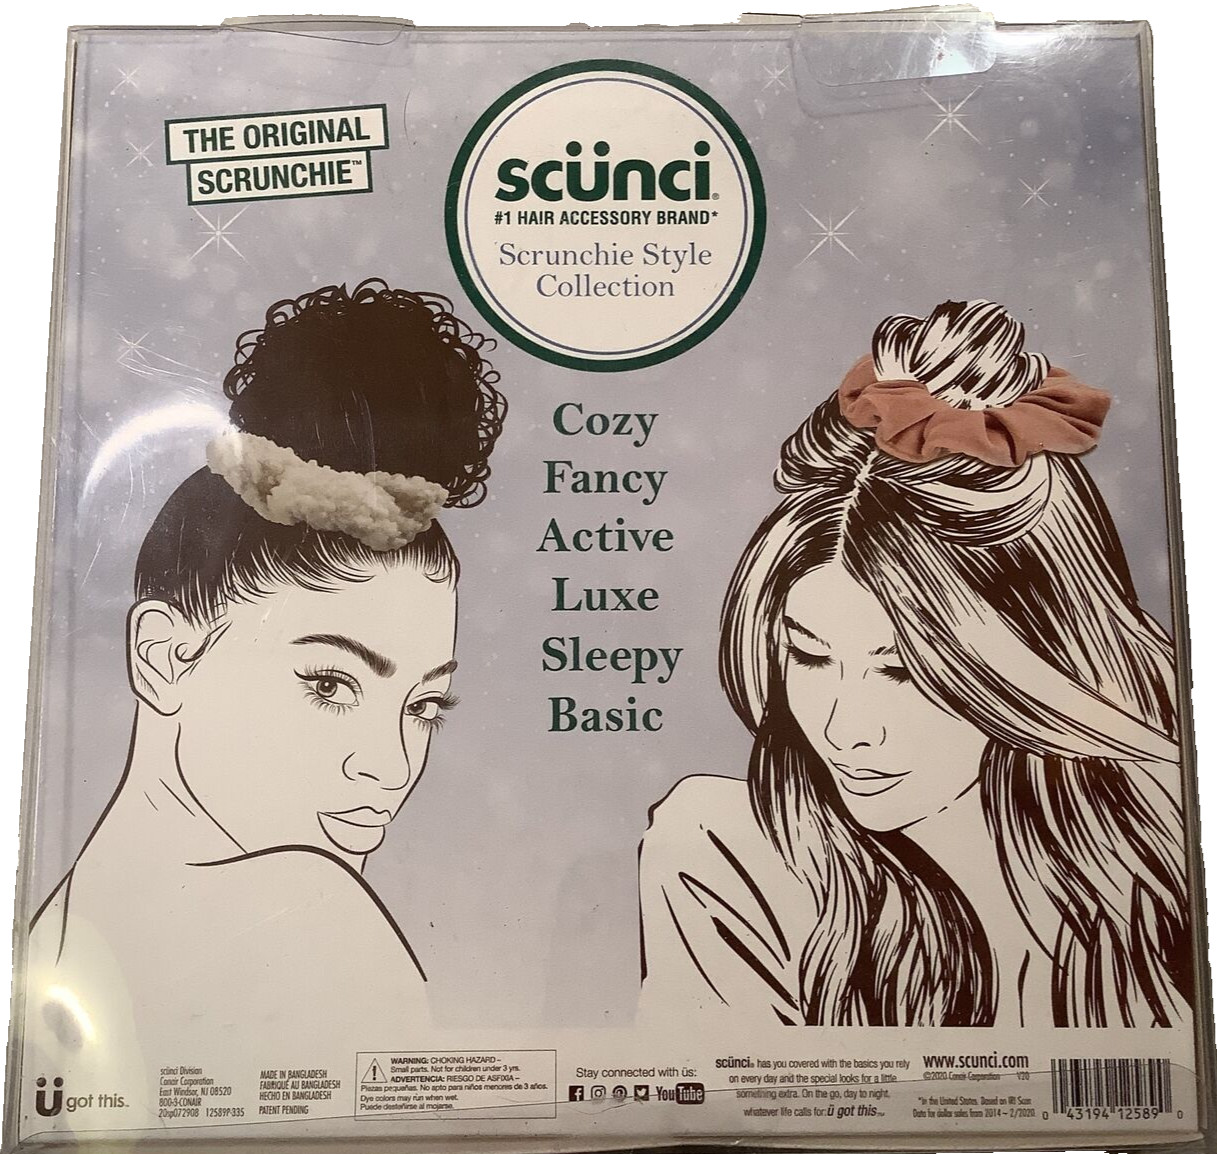 THE ORIGINAL
SCRUNCHIE™
scünci®
#1 HAIR ACCESSORY BRAND*
Scrunchie Style
Collection
Cozy
Fancy
Active
Luxe
Sleepy
Basic
ü got this™
scünci Division
Conair Corporation
East Windsor, NJ 08520
800-3-CONAIR
20sp072908 12589P-335
MADE IN BANGLADESH
FABRIQUÉ AU BANGLADESH
HECHO EN BANGLADESH
PATENT PENDING
WARNING: CHOKING HAZARD –
Small parts. Not for children under 3 yrs.
ADVERTENCIA: RIESGO DE ASFIXIA –
Piezas pequeñas. No apto para niños menores de 3 años.
Dye colors may run when wet.
Puede desteñirse al mojarse.
Stay connected with us:
YouTube
scünci® has you covered with the basics you rely
on every day and the special looks for a little
something extra. On the go, day to night.
whatever life calls for: ü got this™
www.scunci.com
©2020 Conair Corporation V20
*In the United States. Based on IRI Scan
Data for dollar sales from 2014 – 2/2020
0 43194 12589 0